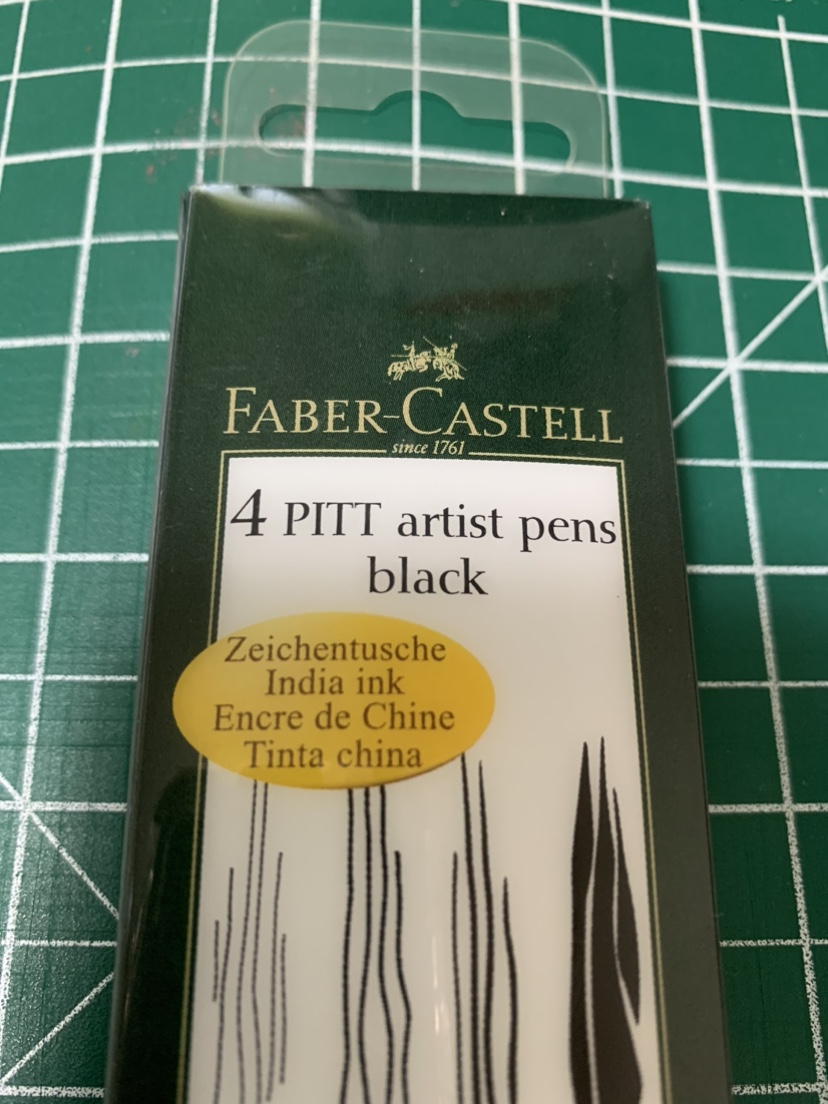 FABER-CASTELL
since 1761
4 PITT artist pens
black
Zeichentusche
India ink
Encre de Chine
Tinta china